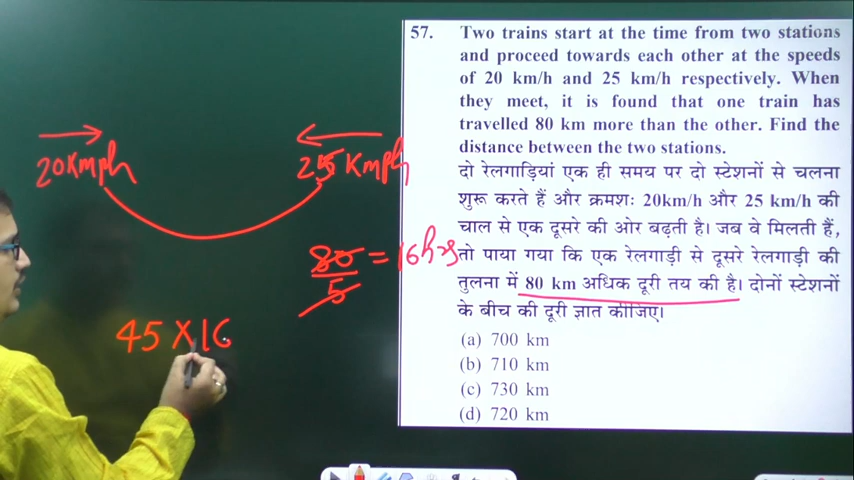 57. Two trains start at the time from two stations
and proceed towards each other at the speeds
of 20 km/h and 25 km/h respectively. When
they meet, it is found that one train has
travelled 80 km more than the other. Find the
distance between the two stations.
दो रेलगाड़ियां एक ही समय पर दो स्टेशनों से चलना
शुरू करते हैं और क्रमशः 20km/h और 25 km/h की
चाल से एक दूसरे की ओर बढ़ती है। जब वे मिलती हैं,
तो पाया गया कि एक रेलगाड़ी से दूसरे रेलगाड़ी की
तुलना में 80 km अधिक दूरी तय की है। दोनों स्टेशनों
के बीच की दूरी ज्ञात कीजिए।
(a) 700 km
(b) 710 km
(c) 730 km
(d) 720 km
20Kmph
25 Kmph
80/5 = 16hrs
45 X 16